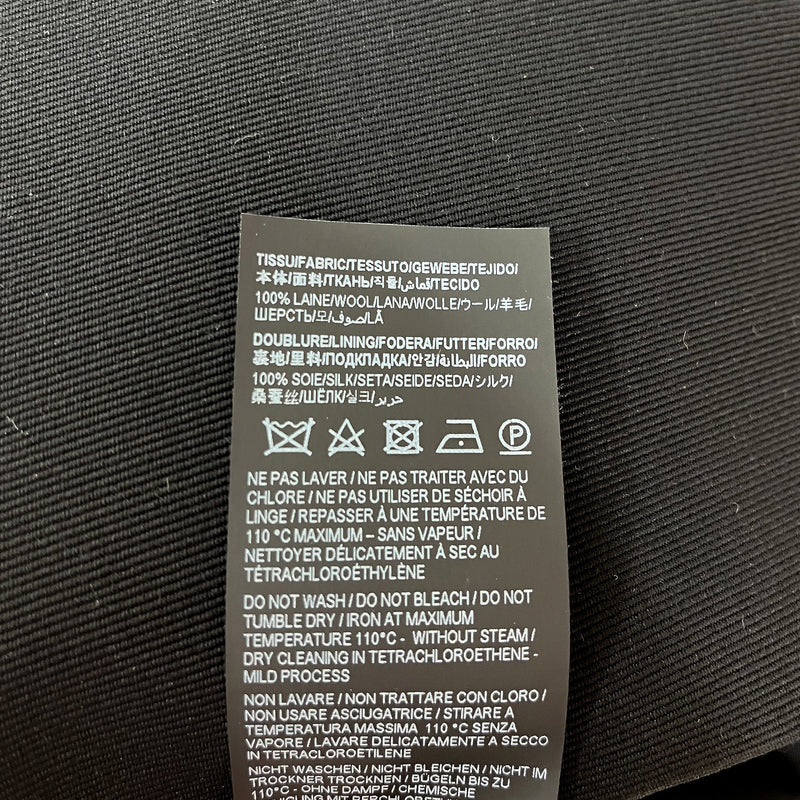 TISSU/FABRIC/TESSUTO/GEWEBE/TEJIDO/
本体/面料/ТКАНЬ/직물/قماش/TECIDO
100% LAINE/WOOL/LANA/WOLLE/ウール/羊毛/
ШЕРСТЬ/모/صوف/LÃ
DOUBLURE/LINING/FODERA/FUTTER/FORRO/
裏地/里料/ПОДКЛАДКА/안감/البطانة/FORRO
100% SOIE/SILK/SETA/SEIDE/SEDA/シルク/
桑蚕丝/ШЁЛК/실크/حرير
P
NE PAS LAVER / NE PAS TRAITER AVEC DU
CHLORE / NE PAS UTILISER DE SÉCHOIR À
LINGE / REPASSER À UNE TEMPÉRATURE DE
110 °C MAXIMUM – SANS VAPEUR /
NETTOYER DÉLICATEMENT À SEC AU
TÉTRACHLOROÉTHYLÈNE
DO NOT WASH / DO NOT BLEACH / DO NOT
TUMBLE DRY / IRON AT MAXIMUM
TEMPERATURE 110°C - WITHOUT STEAM /
DRY CLEANING IN TETRACHLOROETHENE -
MILD PROCESS
NON LAVARE / NON TRATTARE CON CLORO /
NON USARE ASCIUGATRICE / STIRARE A
TEMPERATURA MASSIMA 110 °C SENZA
VAPORE / LAVARE DELICATAMENTE A SECCO
IN TETRACLOROETILENE
NICHT WASCHEN / NICHT BLEICHEN / NICHT IM
TROCKNER TROCKNEN / BÜGELN BIS ZU
110°C - OHNE DAMPF / CHEMISCHE